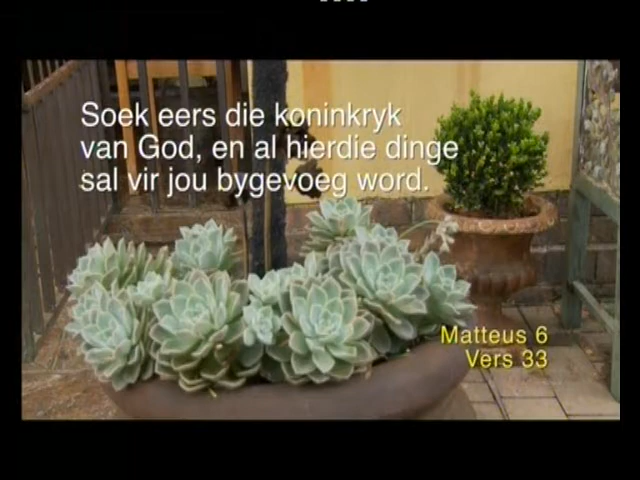 Soek eers die koninkryk
van God, en al hierdie dinge
sal vir jou bygevoeg word.
Matteus 6
Vers 33